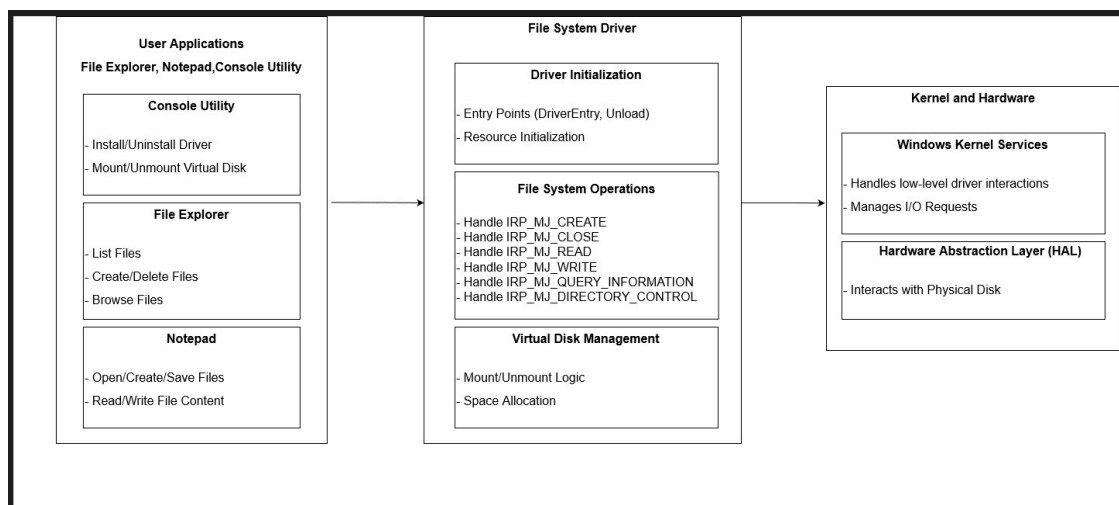 User Applications
File Explorer, Notepad,Console Utility
Console Utility
- Install/Uninstall Driver
- Mount/Unmount Virtual Disk
File Explorer
- List Files
- Create/Delete Files
- Browse Files
Notepad
- Open/Create/Save Files
- Read/Write File Content
File System Driver
Driver Initialization
- Entry Points (DriverEntry, Unload)
- Resource Initialization
File System Operations
- Handle IRP_MJ_CREATE
- Handle IRP_MJ_CLOSE
- Handle IRP_MJ_READ
- Handle IRP_MJ_WRITE
- Handle IRP_MJ_QUERY_INFORMATION
- Handle IRP_MJ_DIRECTORY_CONTROL
Virtual Disk Management
- Mount/Unmount Logic
- Space Allocation
Kernel and Hardware
Windows Kernel Services
- Handles low-level driver interactions
- Manages I/O Requests
Hardware Abstraction Layer (HAL)
- Interacts with Physical Disk